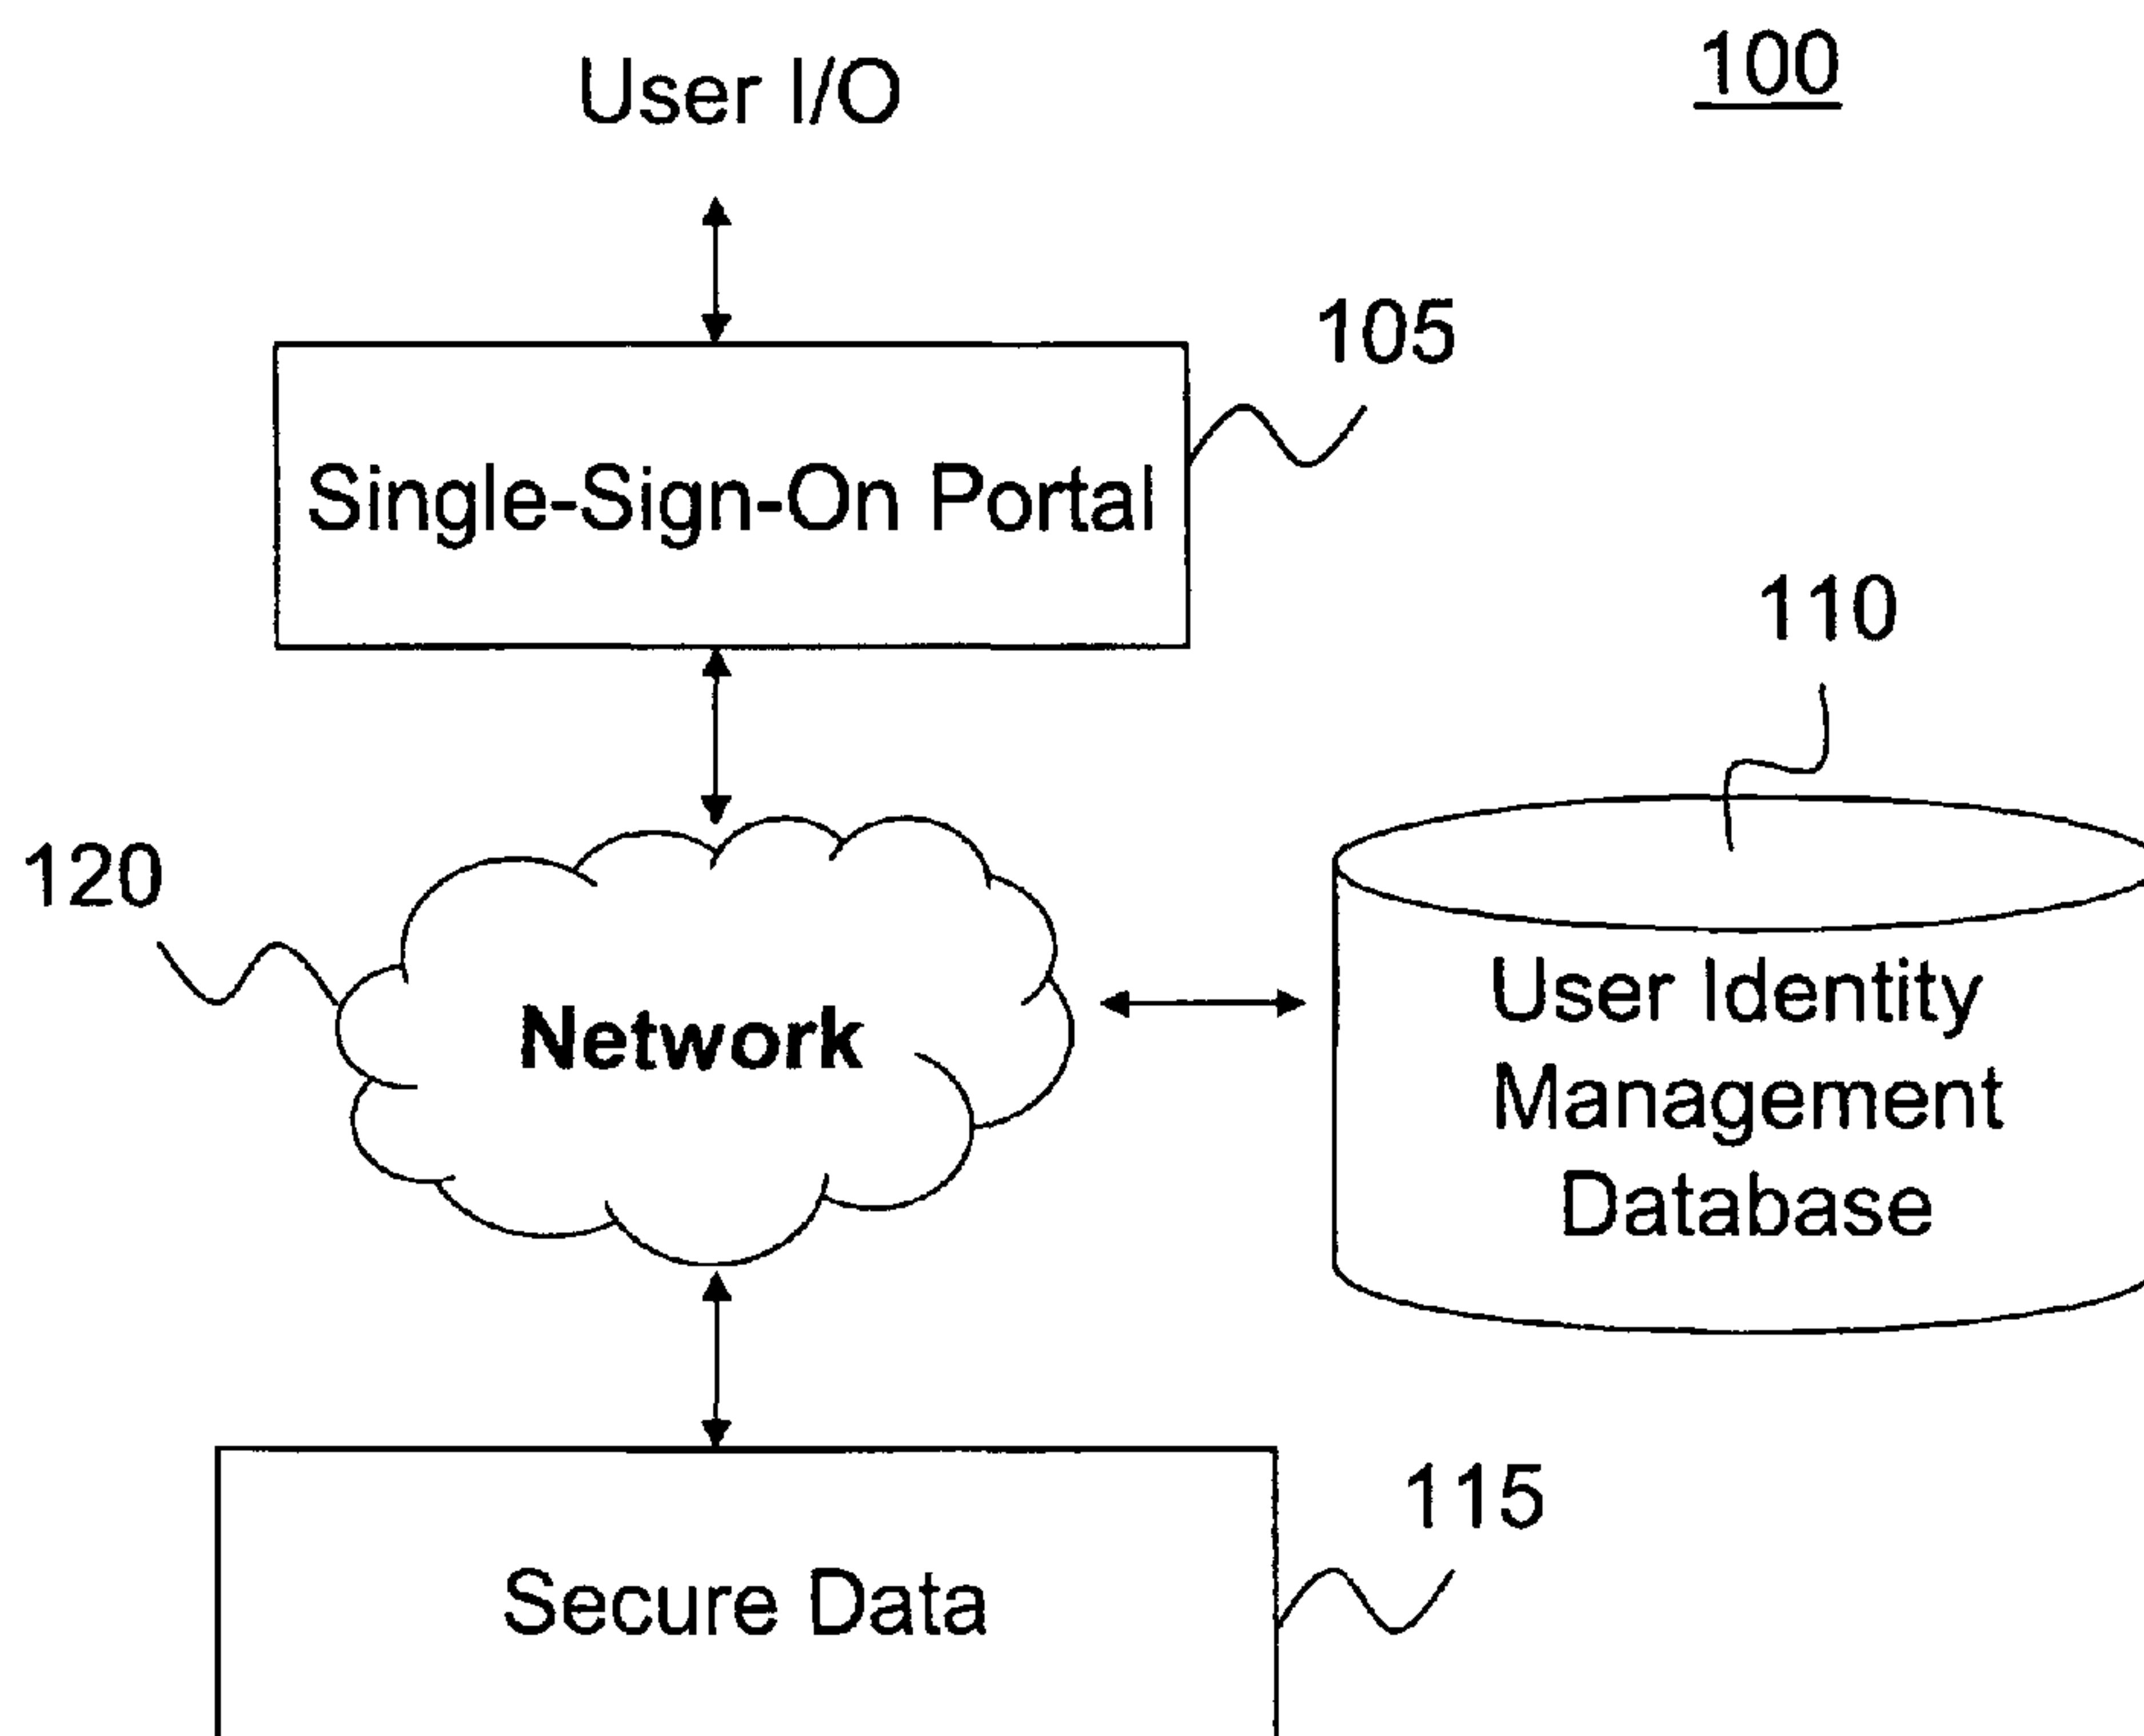 User I/O
100
105
Single-Sign-On Portal
110
120
Network
User Identity
Management
Database
115
Secure Data